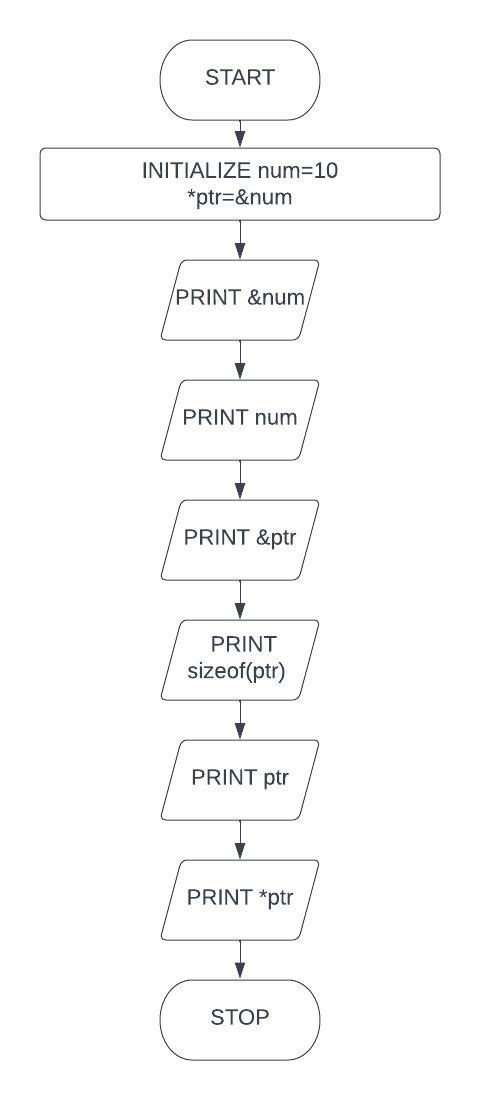 START
INITIALIZE num=10
*ptr=&num
PRINT &num
PRINT num
PRINT &ptr
PRINT
sizeof(ptr)
PRINT ptr
PRINT *ptr
STOP